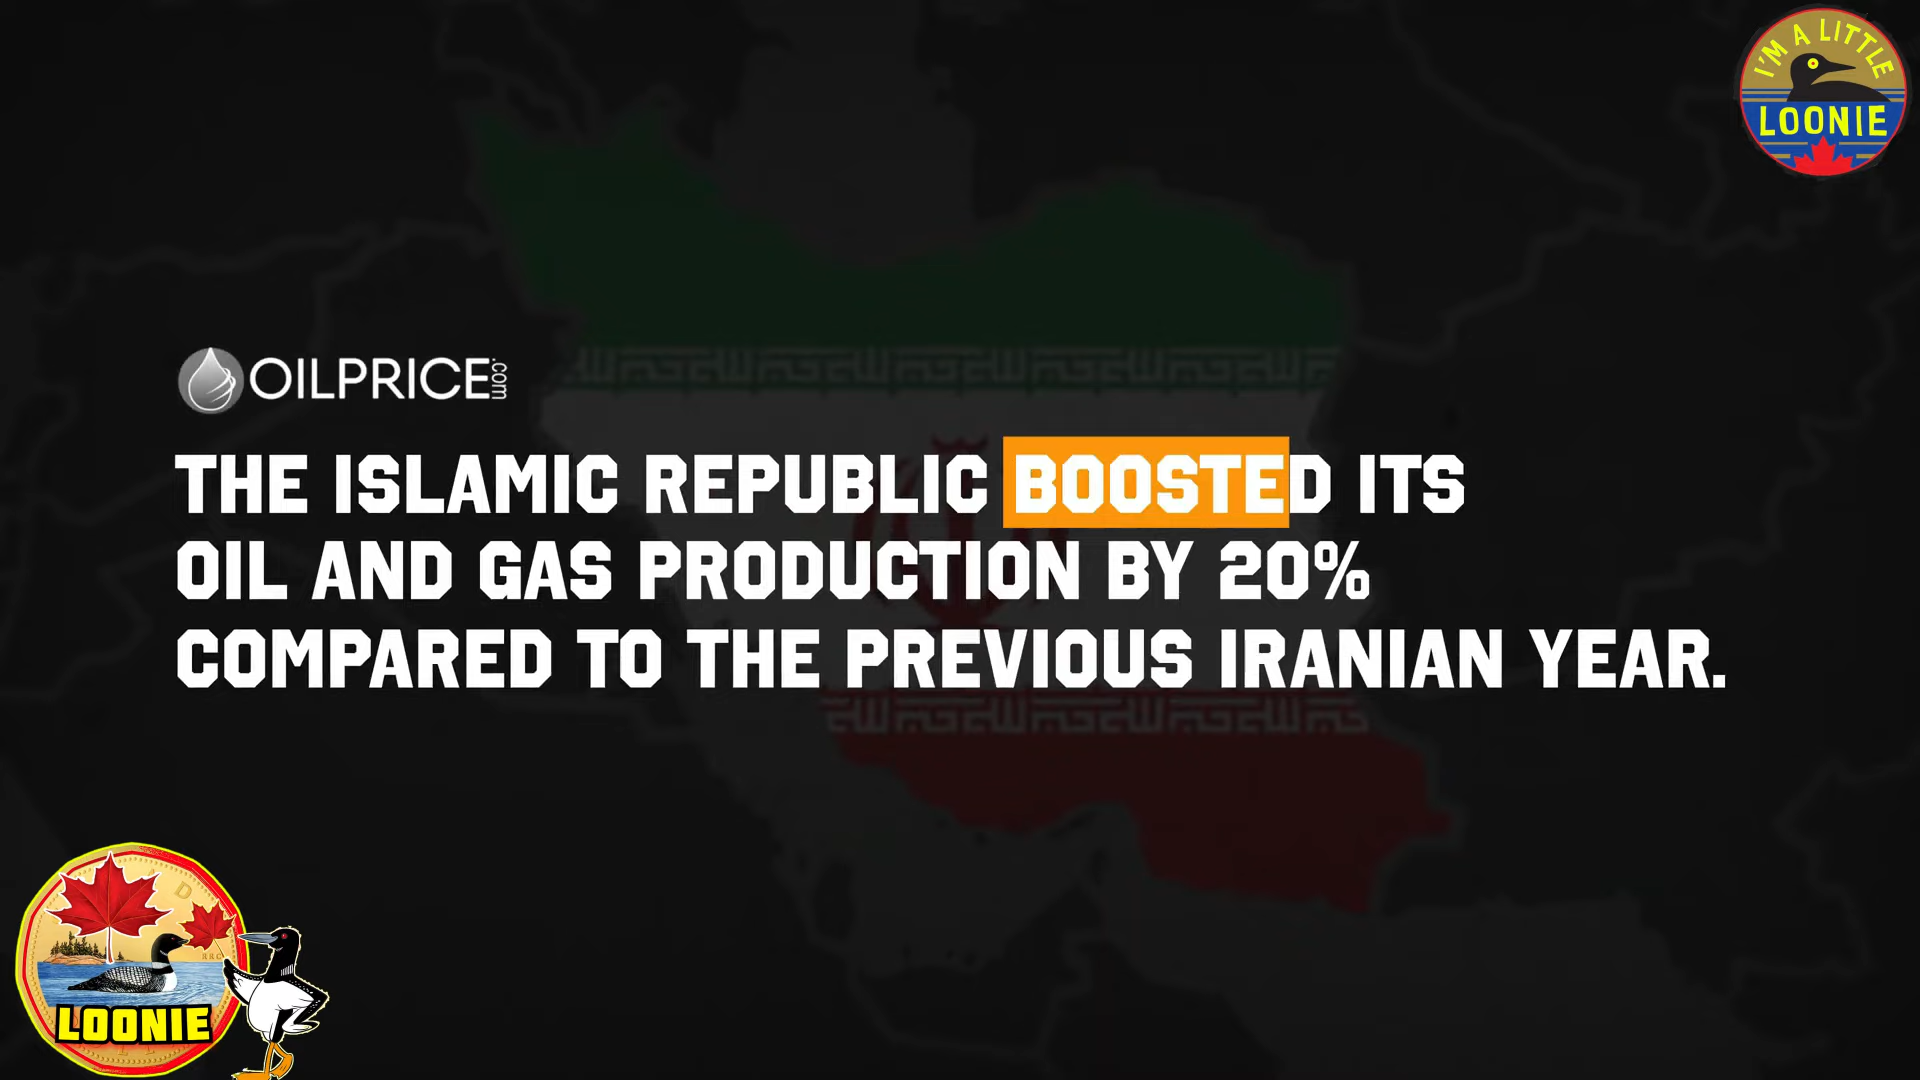 I'M A LITTLE
LOONIE
OILPRICE.com
THE ISLAMIC REPUBLIC BOOSTED ITS
OIL AND GAS PRODUCTION BY 20%
COMPARED TO THE PREVIOUS IRANIAN YEAR.
LOONIE